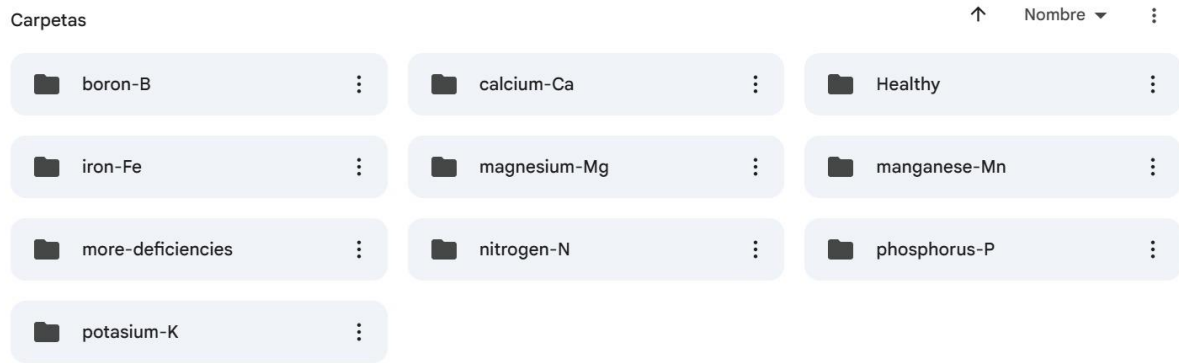 Carpetas
Nombre
boron-B
calcium-Ca
Healthy
iron-Fe
magnesium-Mg
manganese-Mn
more-deficiencies
nitrogen-N
phosphorus-P
potasium-K